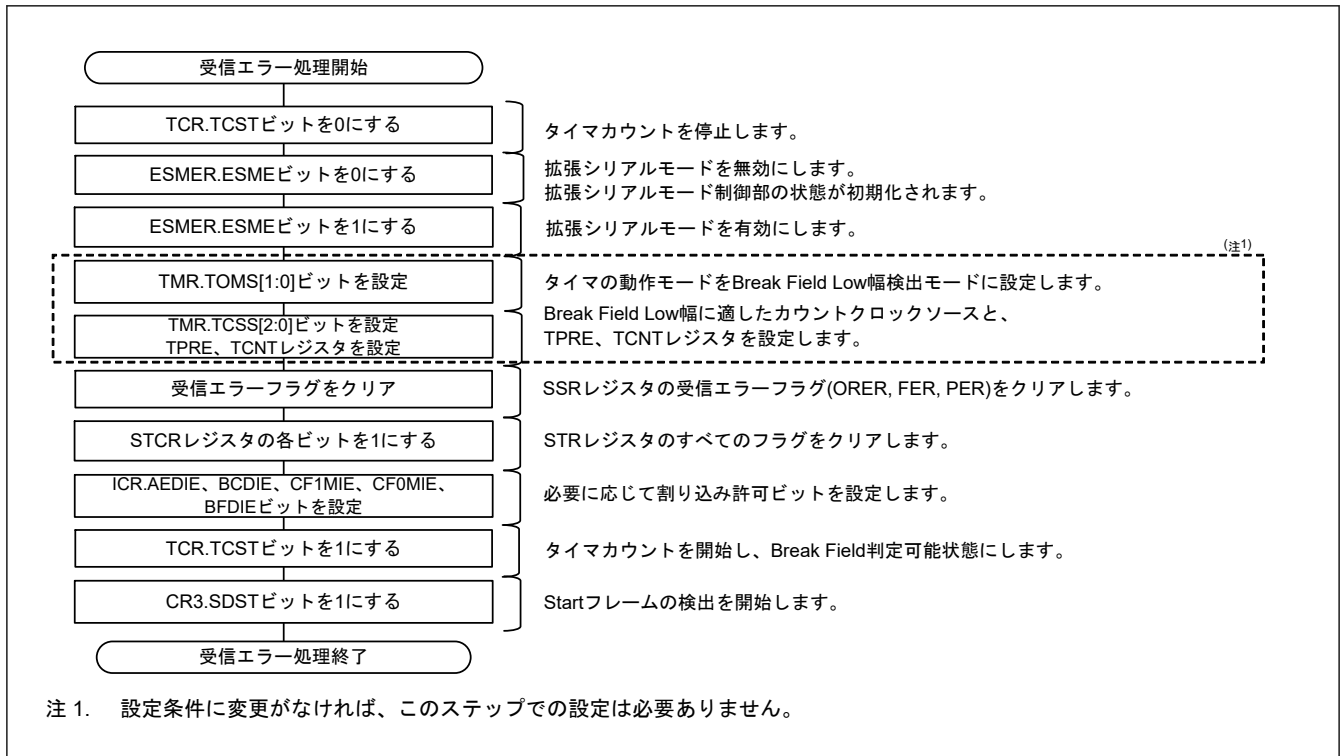 受信エラー処理開始
TCR.TCSTビットを0にする
タイマカウントを停止します。
ESMER.ESMEビットを0にする
拡張シリアルモードを無効にします。
拡張シリアルモード制御部の状態が初期化されます。
ESMER.ESMEビットを1にする
拡張シリアルモードを有効にします。
(注1)
TMR.TOMS[1:0]ビットを設定
タイマの動作モードをBreak Field Low幅検出モードに設定します。
TMR.TCSS[2:0]ビットを設定
TPRE、TCNTレジスタを設定
Break Field Low幅に適したカウントクロックソースと、
TPRE、TCNTレジスタを設定します。
受信エラーフラグをクリア
SSRレジスタの受信エラーフラグ(ORER, FER, PER)をクリアします。
STCRレジスタの各ビットを1にする
STRレジスタのすべてのフラグをクリアします。
ICR.AEDIE、BCDIE、CF1MIE、CF0MIE、
BFDIEビットを設定
必要に応じて割り込み許可ビットを設定します。
TCR.TCSTビットを1にする
タイマカウントを開始し、Break Field判定可能状態にします。
CR3.SDSTビットを1にする
Startフレームの検出を開始します。
受信エラー処理終了
注 1. 設定条件に変更がなければ、このステップでの設定は必要ありません。